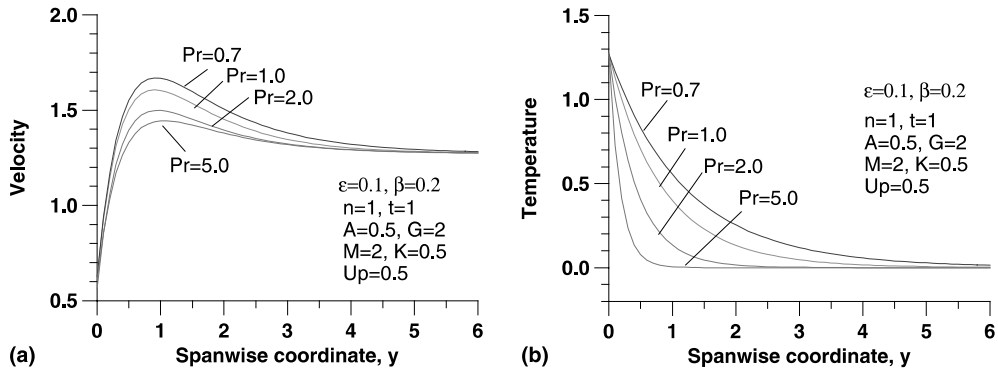 2.0
1.5
1.0
0.5
Velocity
Pr=0.7
Pr=1.0
Pr=2.0
Pr=5.0
ε=0.1, β=0.2
n=1, t=1
A=0.5, G=2
M=2, K=0.5
Up=0.5
0 1 2 3 4 5 6
(a) Spanwise coordinate, y
1.5
1.0
0.5
0.0
Temperature
Pr=0.7
Pr=1.0
Pr=2.0
Pr=5.0
ε=0.1, β=0.2
n=1, t=1
A=0.5, G=2
M=2, K=0.5
Up=0.5
0 1 2 3 4 5 6
(b) Spanwise coordinate, y